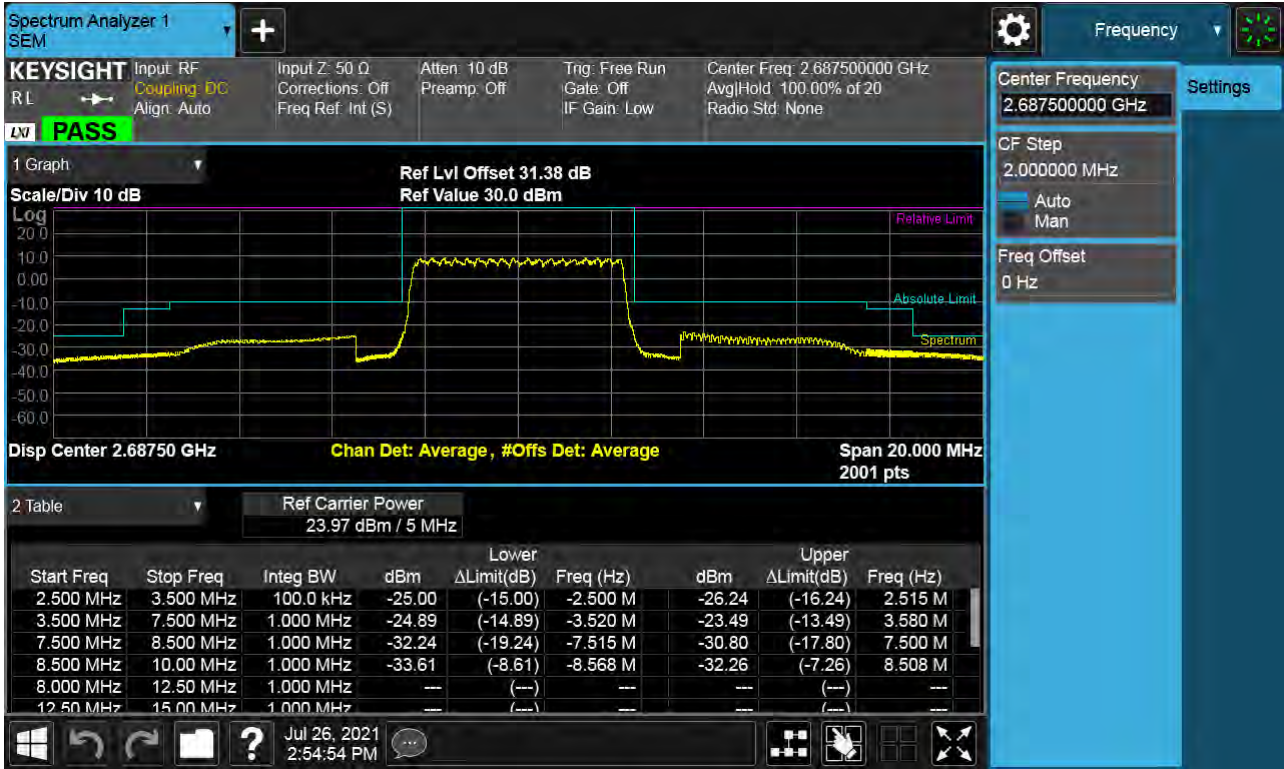 Spectrum Analyzer 1
SEM
Frequency
KEYSIGHT
RL
LXI PASS
Input: RF
Coupling: DC
Align: Auto
Input Z: 50 Ω
Corrections: Off
Freq Ref: Int (S)
Atten: 10 dB
Preamp: Off
Trig: Free Run
Gate: Off
IF Gain: Low
Center Freq: 2.687500000 GHz
Avg|Hold: 100.00% of 20
Radio Std: None
Center Frequency
2.687500000 GHz
Settings
CF Step
2.000000 MHz
Auto
Man
Freq Offset
0 Hz
1 Graph
Scale/Div 10 dB
Ref Lvl Offset 31.38 dB
Ref Value 30.0 dBm
Log
Relative Limit
20.0
10.0
0.00
-10.0
Absolute Limit
-20.0
-30.0
Spectrum
-40.0
-50.0
-60.0
Disp Center 2.68750 GHz
Chan Det: Average, #Offs Det: Average
Span 20.000 MHz
2001 pts
2 Table
Ref Carrier Power
23.97 dBm / 5 MHz
Lower Upper
Start Freq Stop Freq Integ BW dBm ΔLimit(dB) Freq (Hz) dBm ΔLimit(dB) Freq (Hz)
2.500 MHz 3.500 MHz 100.0 kHz -25.00 (-15.00) -2.500 M -26.24 (-16.24) 2.515 M
3.500 MHz 7.500 MHz 1.000 MHz -24.89 (-14.89) -3.520 M -23.49 (-13.49) 3.580 M
7.500 MHz 8.500 MHz 1.000 MHz -32.24 (-19.24) -7.515 M -30.80 (-17.80) 7.500 M
8.500 MHz 10.00 MHz 1.000 MHz -33.61 (-8.61) -8.568 M -32.26 (-7.26) 8.508 M
8.000 MHz 12.50 MHz 1.000 MHz --- (---) --- --- (---) ---
12.50 MHz 15.00 MHz 1.000 MHz --- (---) --- --- (---) ---
Jul 26, 2021
2:54:54 PM